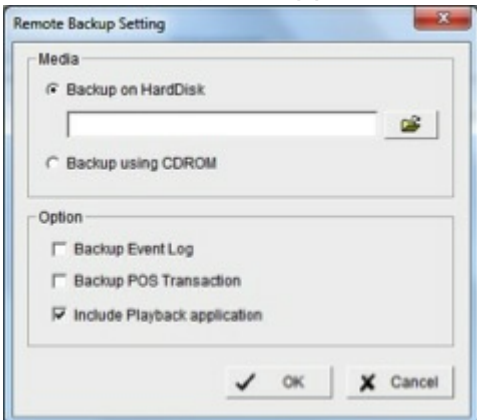 Remote Backup Setting
Media
Backup on HardDisk
Backup using CDROM
Option
Backup Event Log
Backup POS Transaction
Include Playback application
OK
Cancel